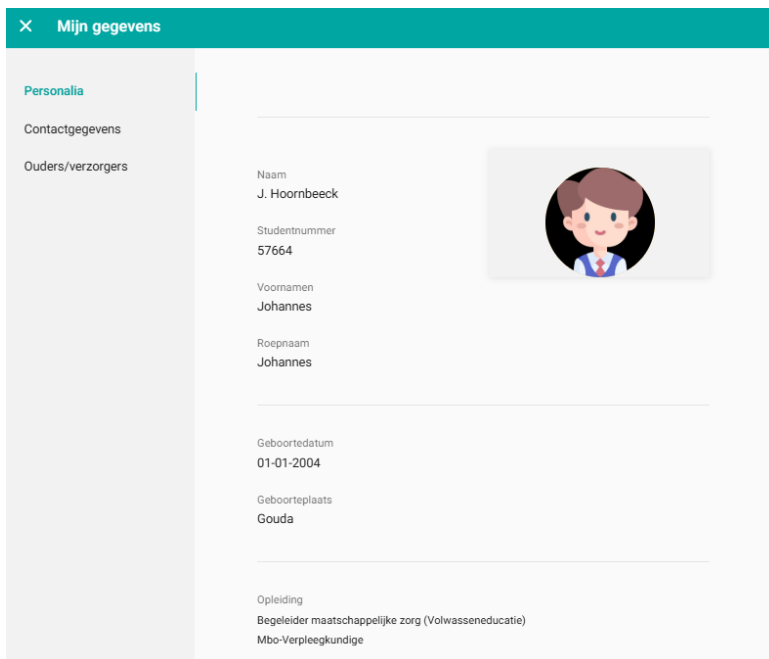 Mijn gegevens
Personalia
Contactgegevens
Ouders/verzorgers
Naam
J. Hoornbeeck
Studentnummer
57664
Voornamen
Johannes
Roepnaam
Johannes
Geboortedatum
01-01-2004
Geboorteplaats
Gouda
Opleiding
Begeleider maatschappelijke zorg (Volwasseneducatie)
Mbo-Verpleegkundige